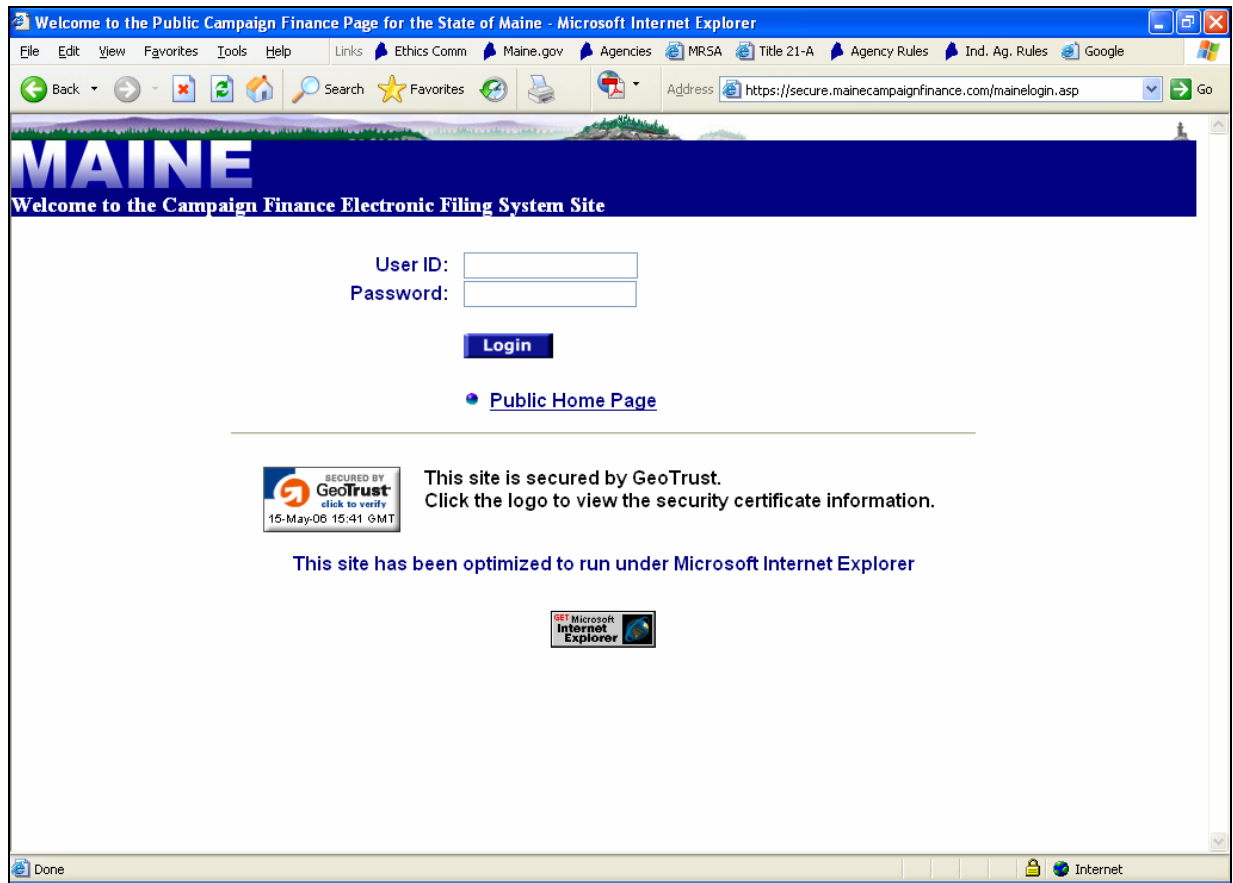 Welcome to the Public Campaign Finance Page for the State of Maine - Microsoft Internet Explorer
File Edit View Favorites Tools Help Links Ethics Comm Maine.gov Agencies MRSA Title 21-A Agency Rules Ind. Ag. Rules Google
Back Search Favorites Address https://secure.mainecampaignfinance.com/mainelogin.asp Go
MAINE
Welcome to the Campaign Finance Electronic Filing System Site
User ID:
Password:
Login
Public Home Page
SECURED BY
GeoTrust
click to verify
15-May-06 15:41 GMT
This site is secured by GeoTrust.
Click the logo to view the security certificate information.
This site has been optimized to run under Microsoft Internet Explorer
GET Microsoft
Internet
Explorer
Done Internet